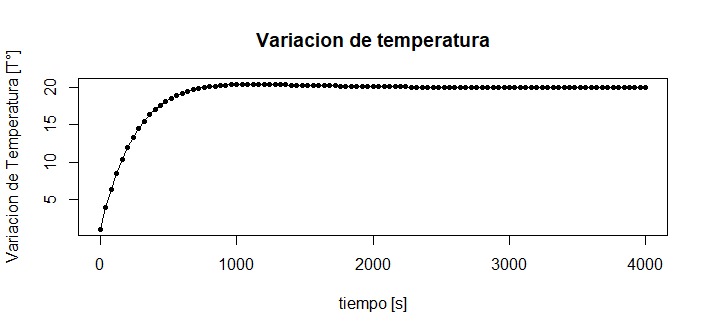 Variacion de temperatura
Variacion de Temperatura [T°]
20
15
10
5
0 1000 2000 3000 4000
tiempo [s]